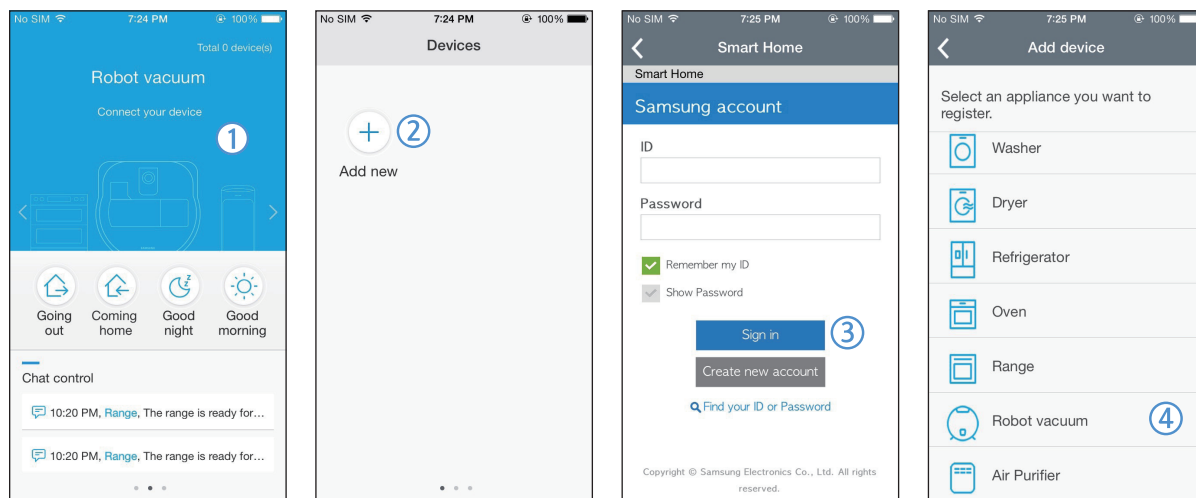 No SIM 7:24 PM 100%
Total 0 device(s)
Robot vacuum
Connect your device
1
Going out
Coming home
Good night
Good morning
Chat control
10:20 PM, Range, The range is ready for…
10:20 PM, Range, The range is ready for…
No SIM 7:24 PM 100%
Devices
2
Add new
No SIM 7:25 PM 100%
Smart Home
Smart Home
Samsung account
ID
Password
Remember my ID
Show Password
Sign in
3
Create new account
Find your ID or Password
Copyright © Samsung Electronics Co., Ltd. All rights
reserved.
No SIM 7:25 PM 100%
Add device
Select an appliance you want to
register.
Washer
Dryer
Refrigerator
Oven
Range
Robot vacuum
4
Air Purifier